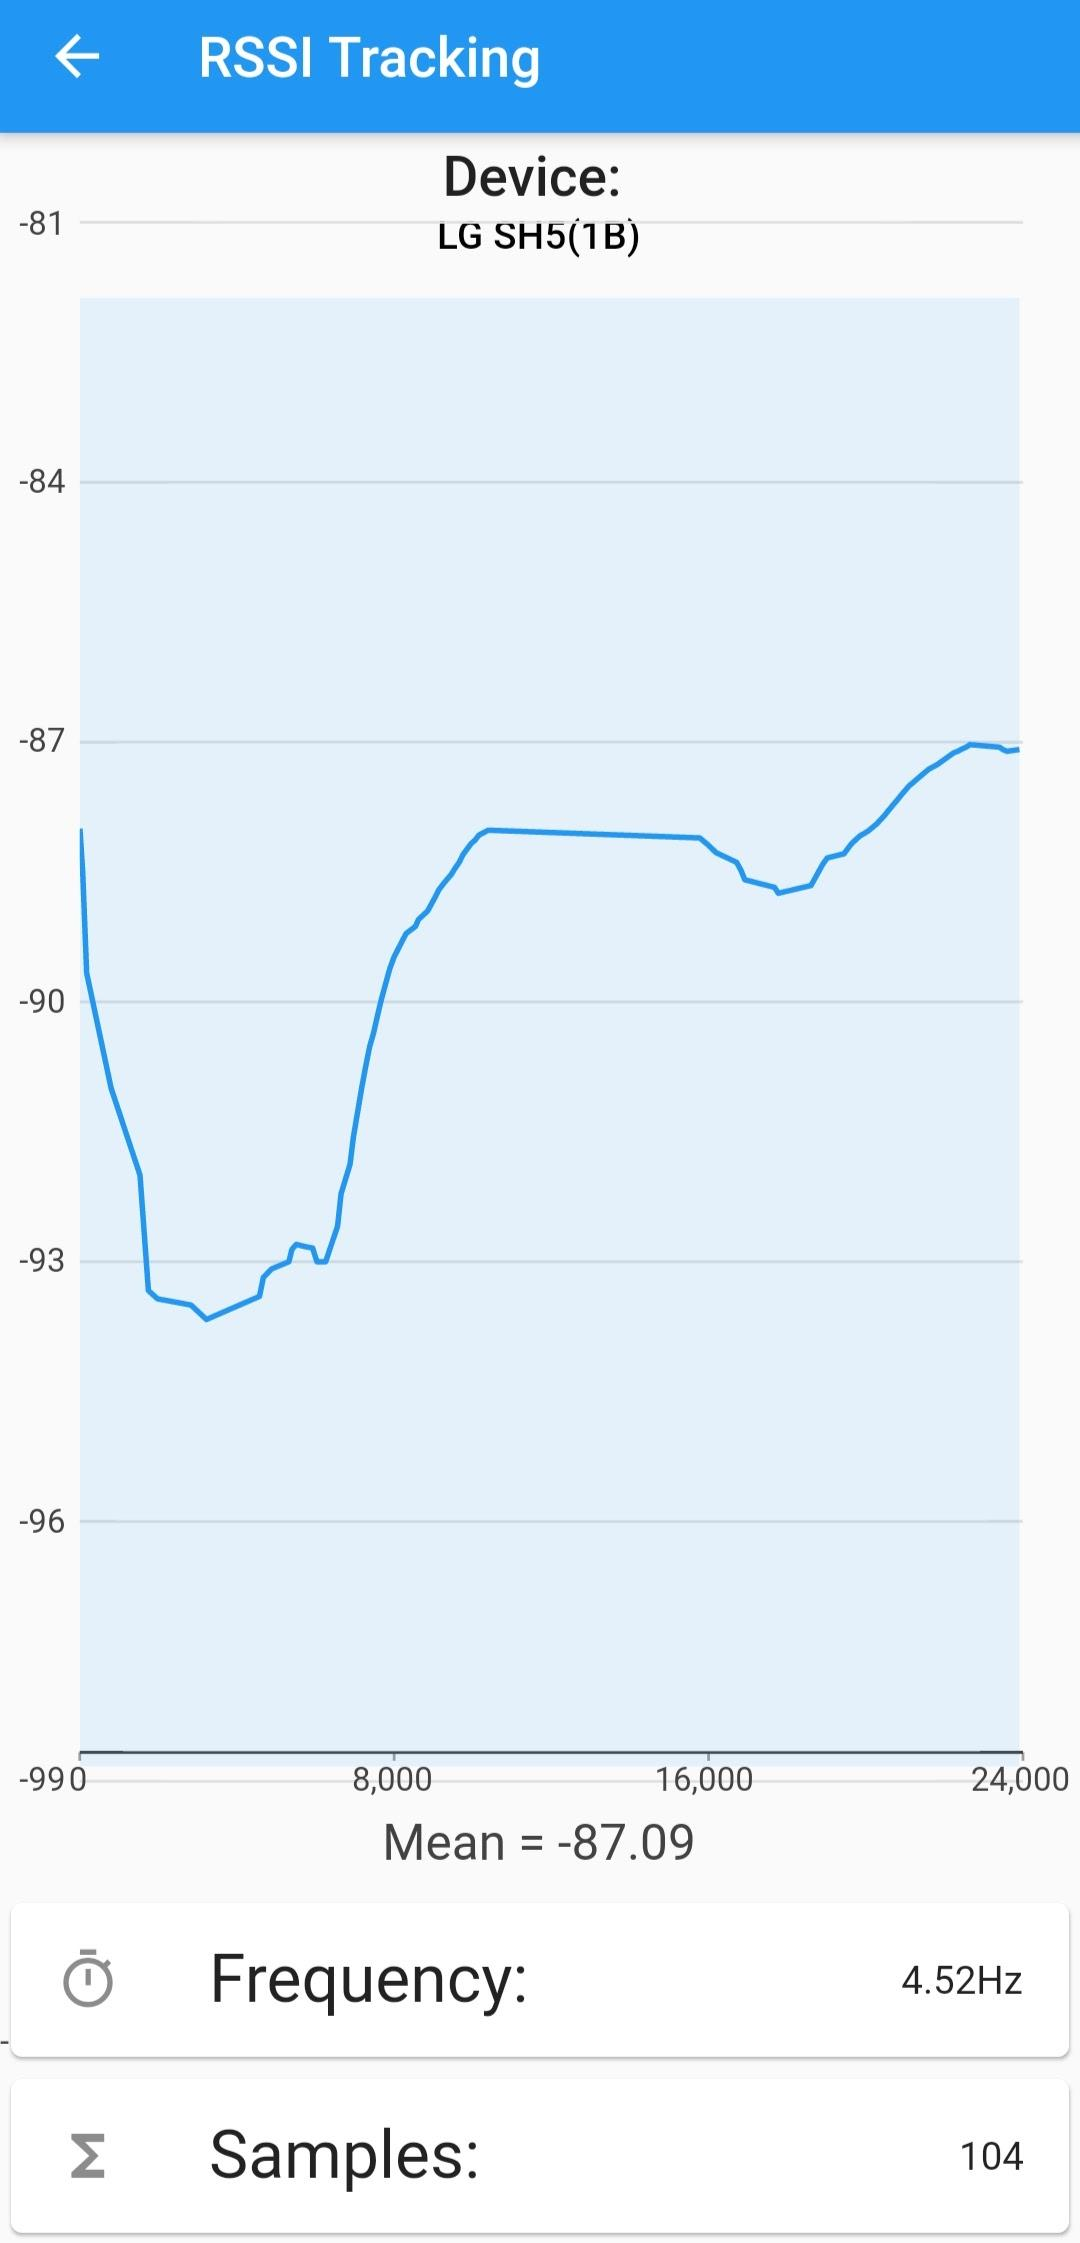 RSSI Tracking
Device:
-81
LG SH5(1B)
-84
-87
-90
-93
-96
-99 0 8,000 16,000 24,000
Mean = -87.09
Frequency: 4.52Hz
-
Samples: 104